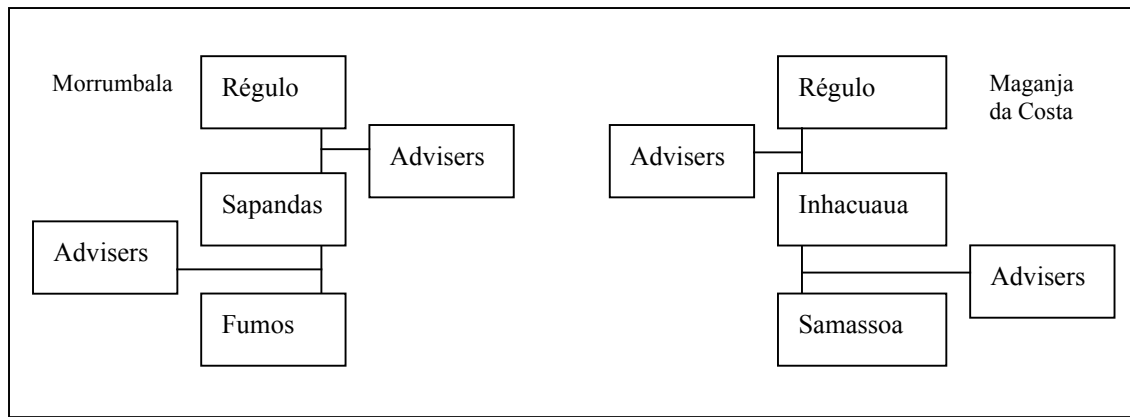 Morrumbala
Régulo
Advisers
Sapandas
Advisers
Fumos
Régulo
Maganja
da Costa
Advisers
Inhacuaua
Advisers
Samassoa